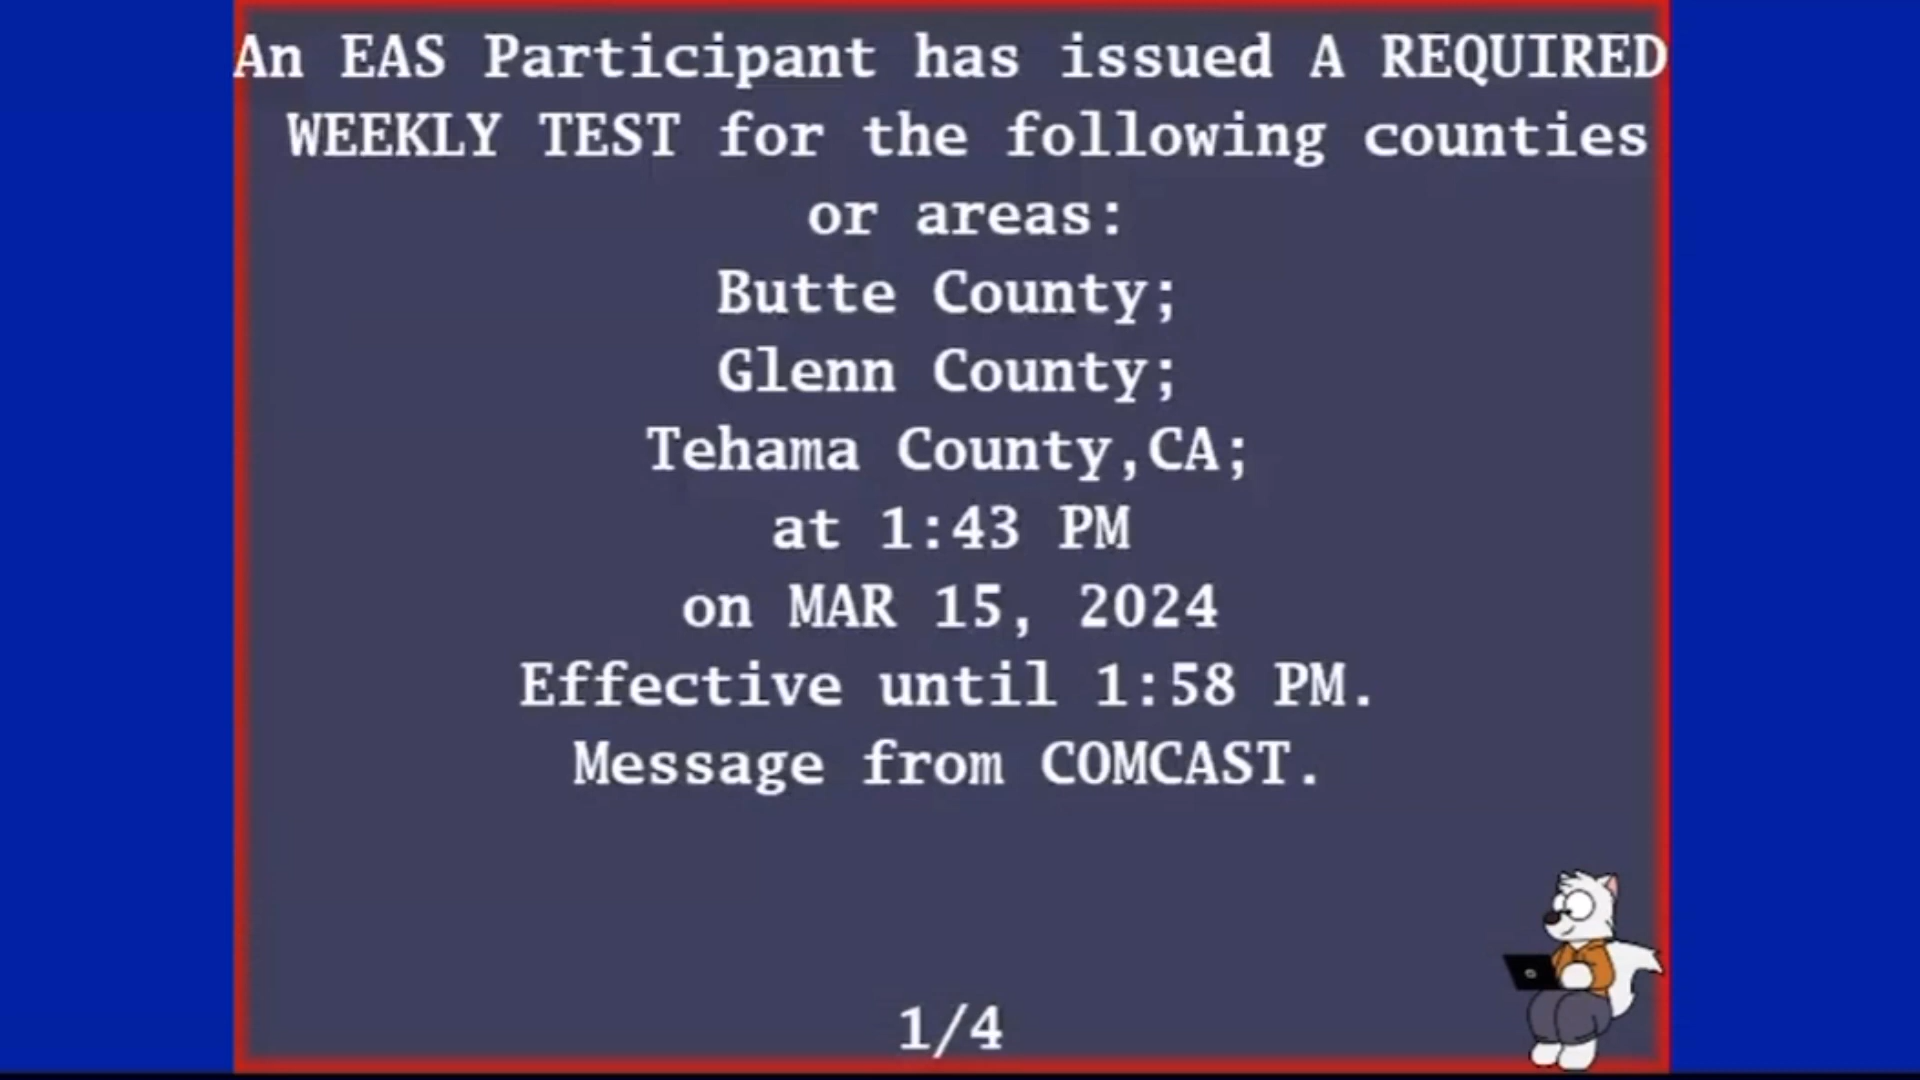 An EAS Participant has issued A REQUIRED
WEEKLY TEST for the following counties
or areas:
Butte County;
Glenn County;
Tehama County,CA;
at 1:43 PM
on MAR 15, 2024
Effective until 1:58 PM.
Message from COMCAST.
1/4